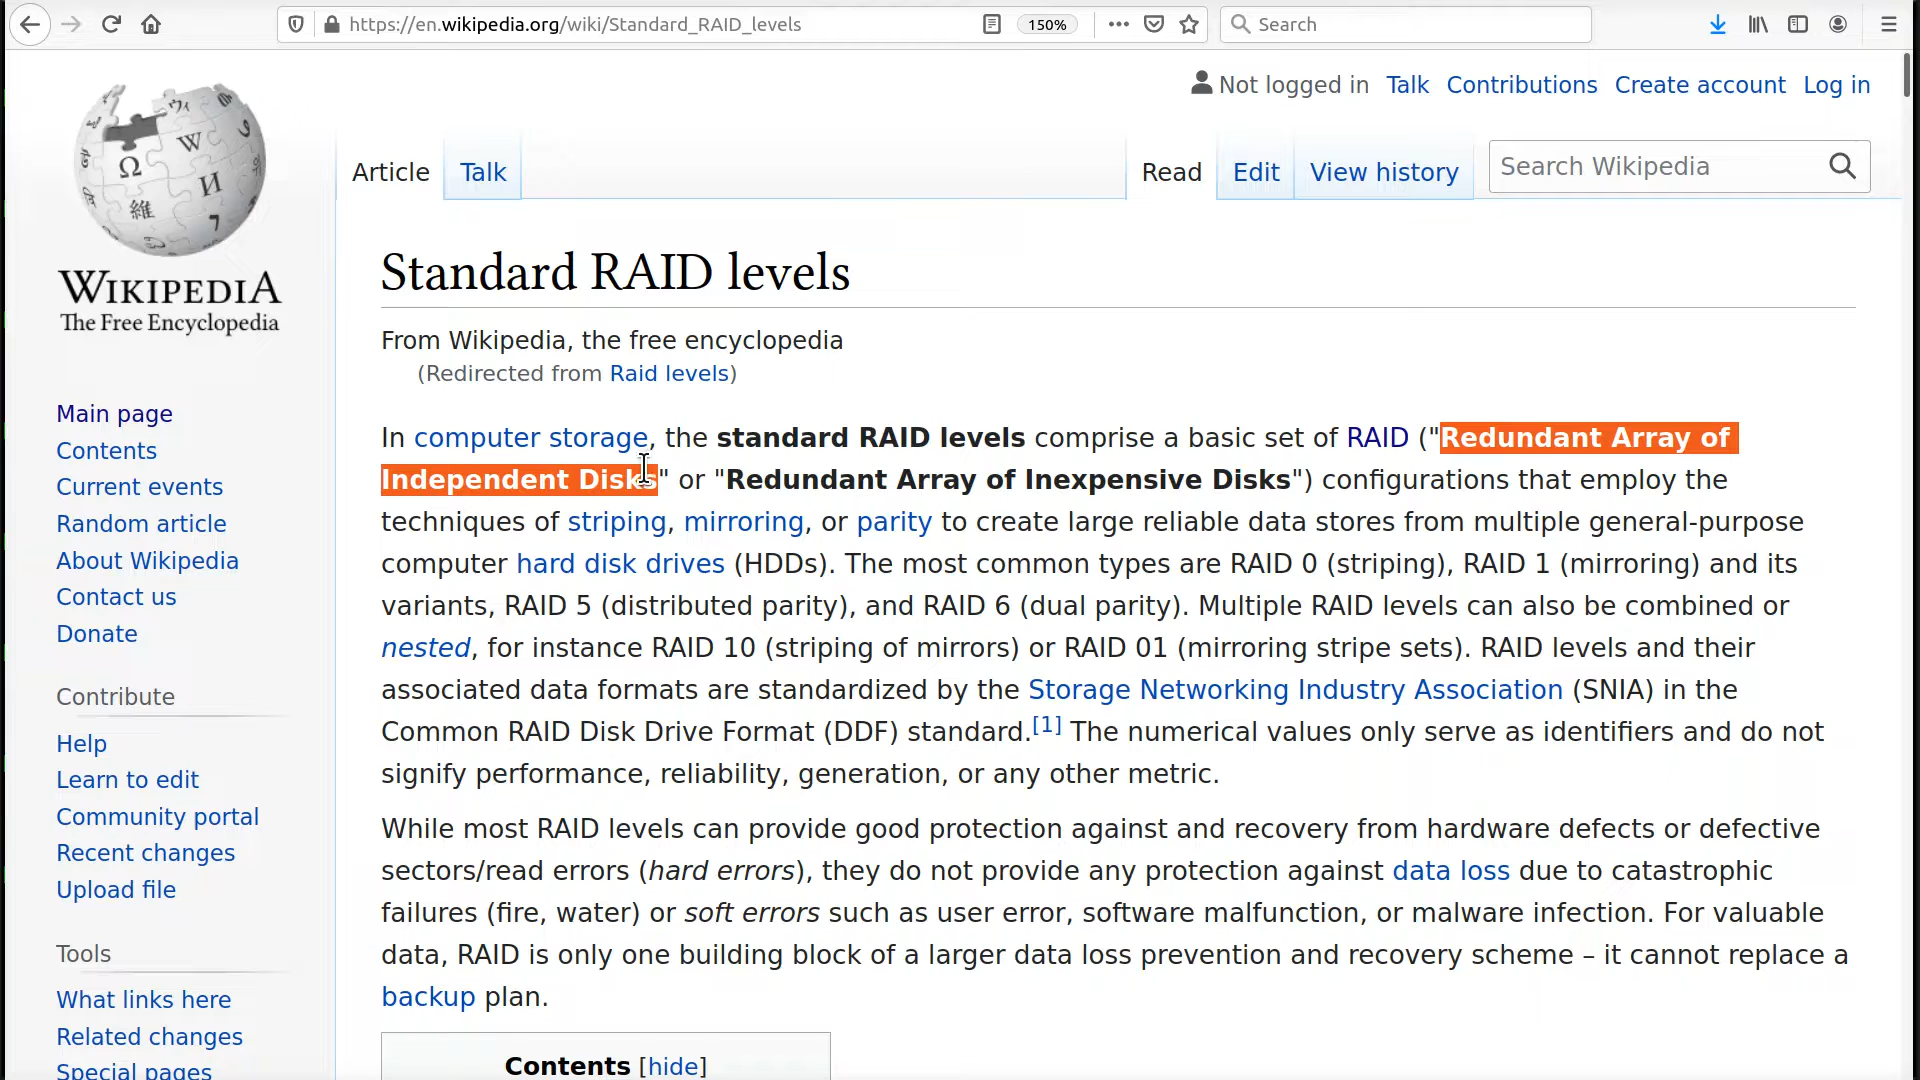 https://en.wikipedia.org/wiki/Standard_RAID_levels
150%
Search
Not logged in Talk Contributions Create account Log in
Article Talk
Read Edit View history
Search Wikipedia
WIKIPEDIA
The Free Encyclopedia
Main page
Contents
Current events
Random article
About Wikipedia
Contact us
Donate
Contribute
Help
Learn to edit
Community portal
Recent changes
Upload file
Tools
What links here
Related changes
Special pages
Standard RAID levels
From Wikipedia, the free encyclopedia
(Redirected from Raid levels)
In computer storage, the standard RAID levels comprise a basic set of RAID ("Redundant Array of
Independent Disks" or "Redundant Array of Inexpensive Disks") configurations that employ the
techniques of striping, mirroring, or parity to create large reliable data stores from multiple general-purpose
computer hard disk drives (HDDs). The most common types are RAID 0 (striping), RAID 1 (mirroring) and its
variants, RAID 5 (distributed parity), and RAID 6 (dual parity). Multiple RAID levels can also be combined or
nested, for instance RAID 10 (striping of mirrors) or RAID 01 (mirroring stripe sets). RAID levels and their
associated data formats are standardized by the Storage Networking Industry Association (SNIA) in the
Common RAID Disk Drive Format (DDF) standard.[1] The numerical values only serve as identifiers and do not
signify performance, reliability, generation, or any other metric.
While most RAID levels can provide good protection against and recovery from hardware defects or defective
sectors/read errors (hard errors), they do not provide any protection against data loss due to catastrophic
failures (fire, water) or soft errors such as user error, software malfunction, or malware infection. For valuable
data, RAID is only one building block of a larger data loss prevention and recovery scheme – it cannot replace a
backup plan.
Contents [hide]